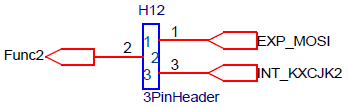 H12
Func2
2
1
2
3
1
EXP_MOSI
3
INT_KXCJK2
3PinHeader